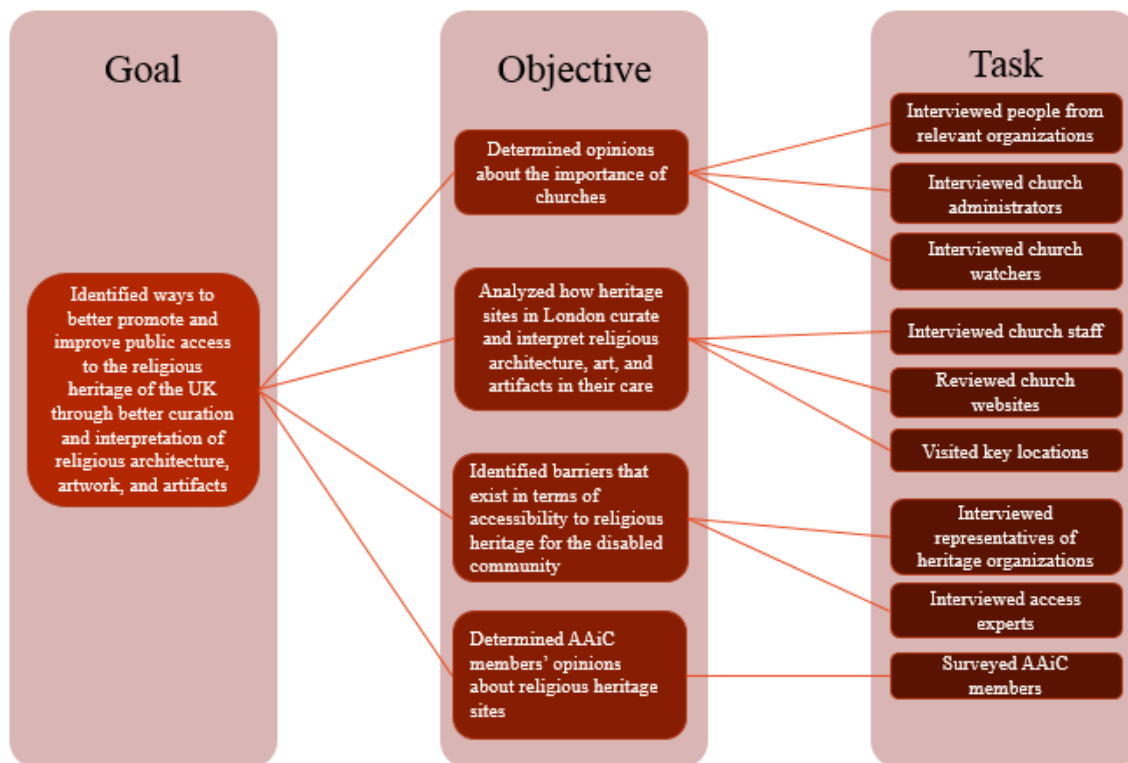 Goal
Identified ways to
better promote and
improve public access
to the religious
heritage of the UK
through better curation
and interpretation of
religious architecture,
artwork, and artifacts
Objective
Determined opinions
about the importance of
churches
Analyzed how heritage
sites in London curate
and interpret religious
architecture, art, and
artifacts in their care
Identified barriers that
exist in terms of
accessibility to religious
heritage for the disabled
community
Determined AAiC
members’ opinions
about religious heritage
sites
Task
Interviewed people from
relevant organizations
Interviewed church
administrators
Interviewed church
watchers
Interviewed church staff
Reviewed church
websites
Visited key locations
Interviewed
representatives of
heritage organizations
Interviewed access
experts
Surveyed AAiC
members